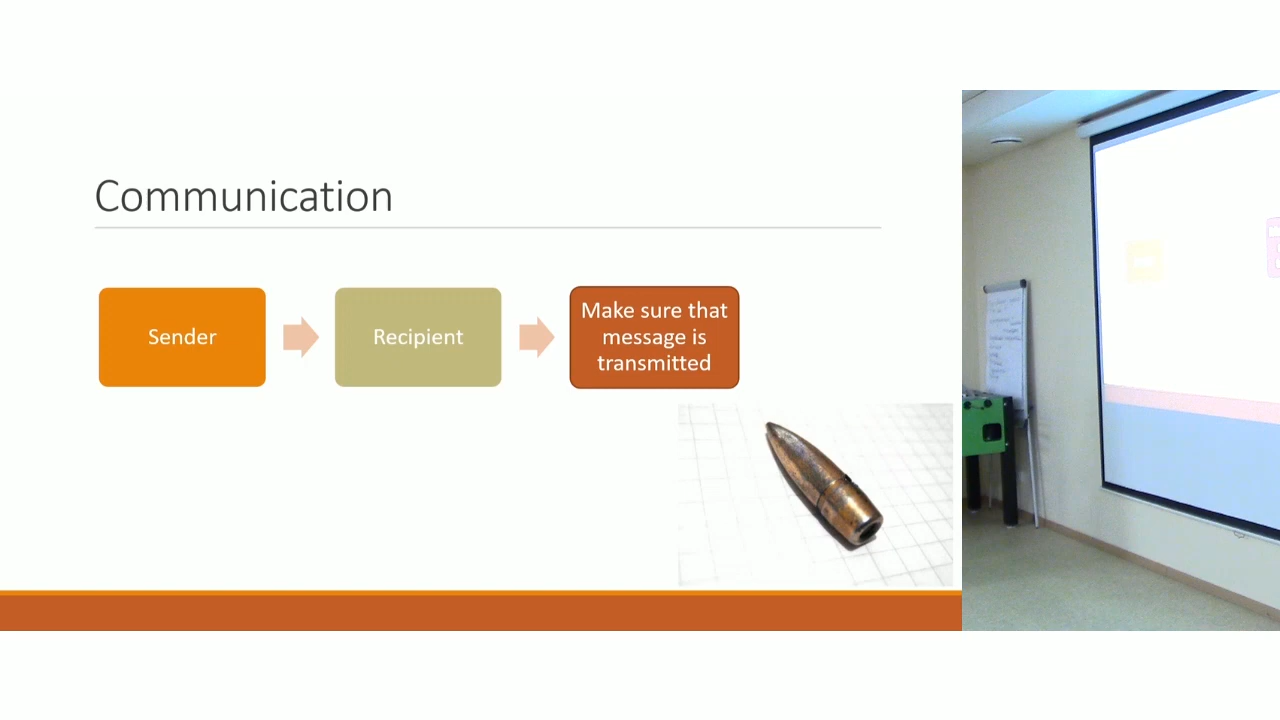 Communication
Sender
Recipient
Make sure that
message is
transmitted